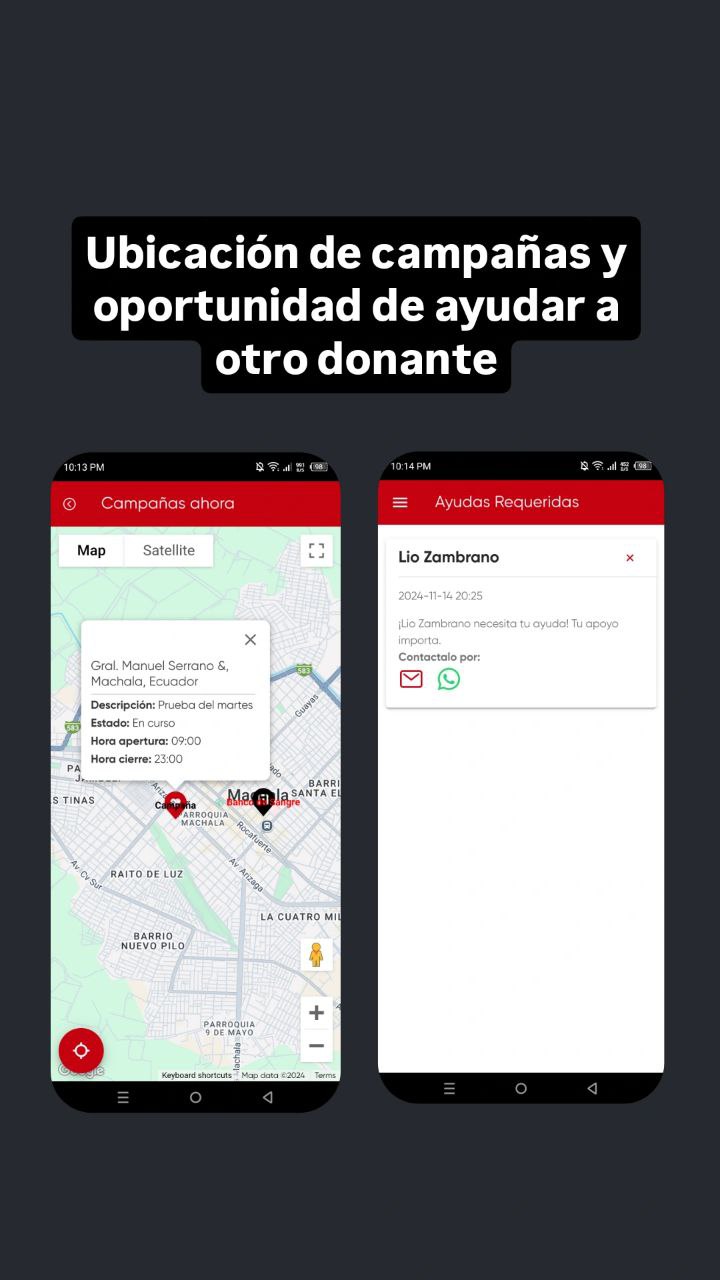 Ubicación de campañas y
oportunidad de ayudar a
otro donante
10:13 PM
98
Campañas ahora
Map
Satellite
583
Gral. Manuel Serrano &,
Machala, Ecuador
Descripción: Prueba del martes
Estado: En curso
Hora apertura: 09:00
Hora cierre: 23:00
583
Guayas
S TINAS
BARRI
SANTA EL
Machala
Campaña
Banco de Sangre
PARROQUIA
MACHALA
Rocafuerte
Av. Arizaga
Av. Cv Sur
RAITO DE LUZ
LA CUATRO MIL
BARRIO
NUEVO PILO
PARROQUIA
9 DE MAYO
Machala
Google
Keyboard shortcuts
Map data ©2024
Terms
10:14 PM
98
Ayudas Requeridas
Lio Zambrano
2024-11-14 20:25
¡Lio Zambrano necesita tu ayuda! Tu apoyo
importa.
Contactalo por: